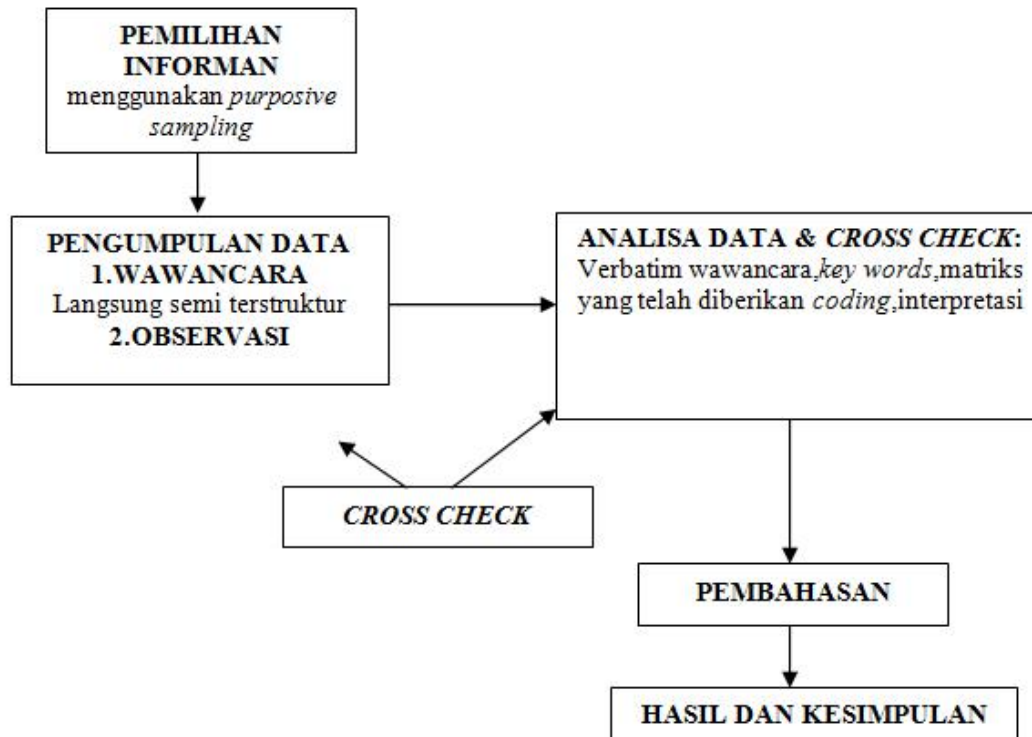 PEMILIHAN
INFORMAN
menggunakan purposive
sampling
PENGUMPULAN DATA
1.WAWANCARA
Langsung semi terstruktur
2.OBSERVASI
ANALISA DATA & CROSS CHECK:
Verbatim wawancara,key words,matriks
yang telah diberikan coding,interpretasi
CROSS CHECK
PEMBAHASAN
HASIL DAN KESIMPULAN